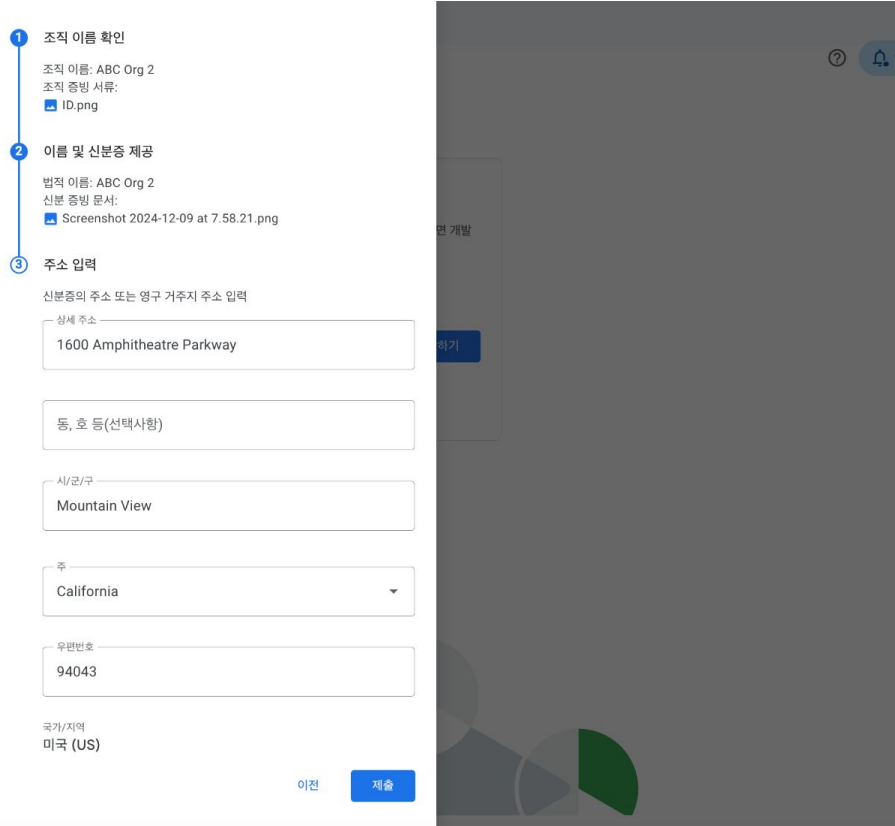 1
조직 이름 확인
조직 이름: ABC Org 2
조직 증빙 서류:
ID.png
2
이름 및 신분증 제공
법적 이름: ABC Org 2
신분 증빙 문서:
Screenshot 2024-12-09 at 7.58.21.png
면 개발
3
주소 입력
신분증의 주소 또는 영구 거주지 주소 입력
상세 주소
1600 Amphitheatre Parkway
하기
동, 호 등(선택사항)
시/군/구
Mountain View
주
California
우편번호
94043
국가/지역
미국 (US)
이전
제출